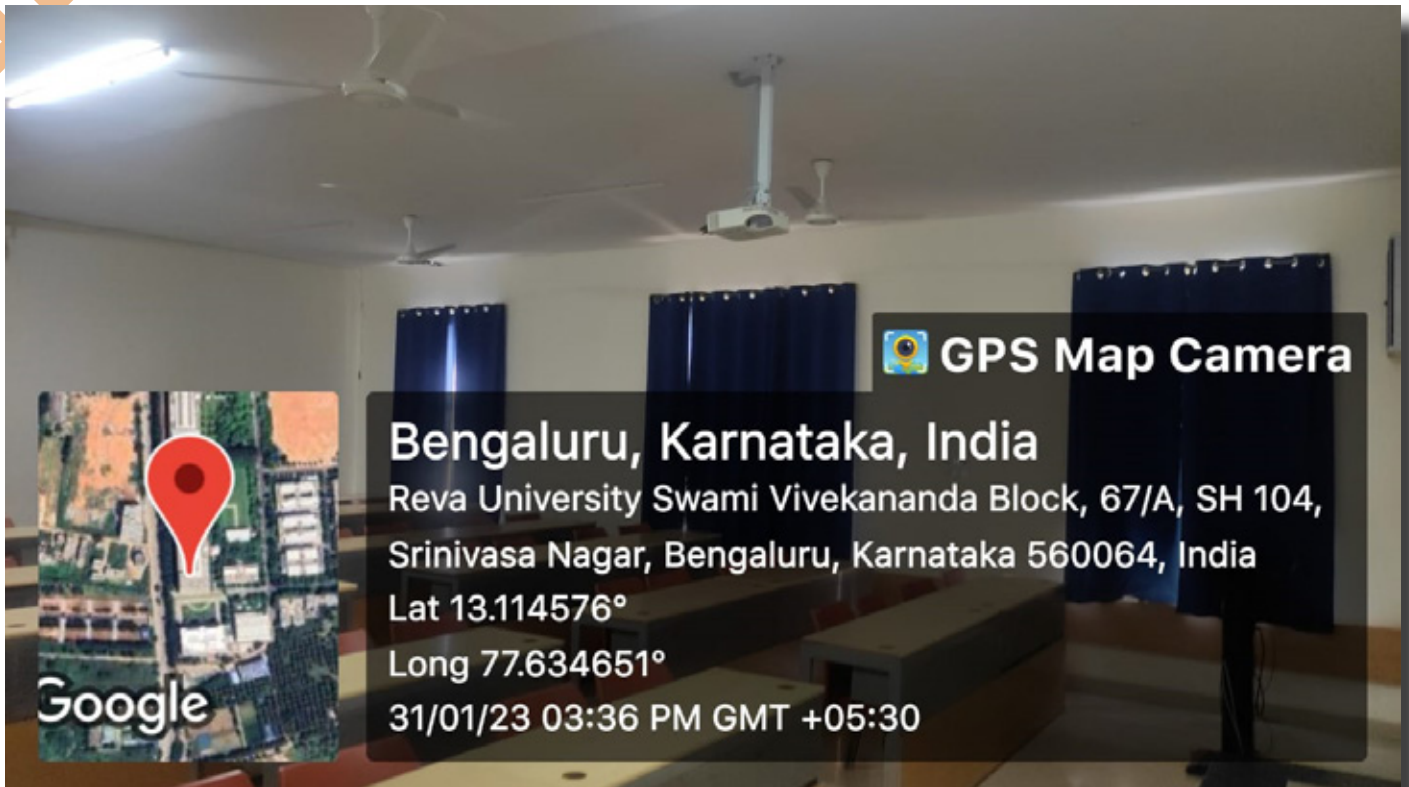 GPS Map Camera
Bengaluru, Karnataka, India
Reva University Swami Vivekananda Block, 67/A, SH 104,
Srinivasa Nagar, Bengaluru, Karnataka 560064, India
Lat 13.114576°
Long 77.634651°
31/01/23 03:36 PM GMT +05:30
Google